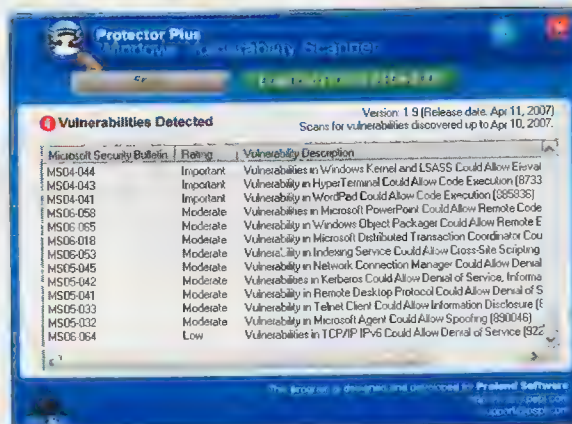 Protector Plus
Windows Vulnerability Scanner
Vulnerabilities Detected
Version: 1.9 (Release date: Apr 11, 2007)
Scans for vulnerabilities discovered up to Apr 10, 2007.
Microsoft Security Bulletin Rating Vulnerability Description
MS04-044 Important Vulnerabilities in Windows Kernel and LSASS Could Allow Eleval
MS04-043 Important Vulnerability in HyperTerminal Could Allow Code Execution (8733
MS04-041 Important Vulnerability in WordPad Could Allow Code Execution (885836)
MS06-058 Moderate Vulnerabilities in Microsoft PowerPoint Could Allow Remote Code
MS06-065 Moderate Vulnerability in Windows Object Packager Could Allow Remote E
MS06-018 Moderate Vulnerability in Microsoft Distributed Transaction Coordinator Cou
MS06-053 Moderate Vulnerability in Indexing Service Could Allow Cross-Site Scripting
MS05-045 Moderate Vulnerability in Network Connection Manager Could Allow Denial
MS05-042 Moderate Vulnerabilities in Kerberos Could Allow Denial of Service, Informa
MS05-041 Moderate Vulnerability in Remote Desktop Protocol Could Allow Denial of S
MS05-033 Moderate Vulnerability in Telnet Client Could Allow Information Disclosure (8
MS05-032 Moderate Vulnerability in Microsoft Agent Could Allow Spoofing (890046)
MS06-064 Low Vulnerabilities in TCP/IP IPv6 Could Allow Denial of Service (922
This program is designed and developed by Proland Software